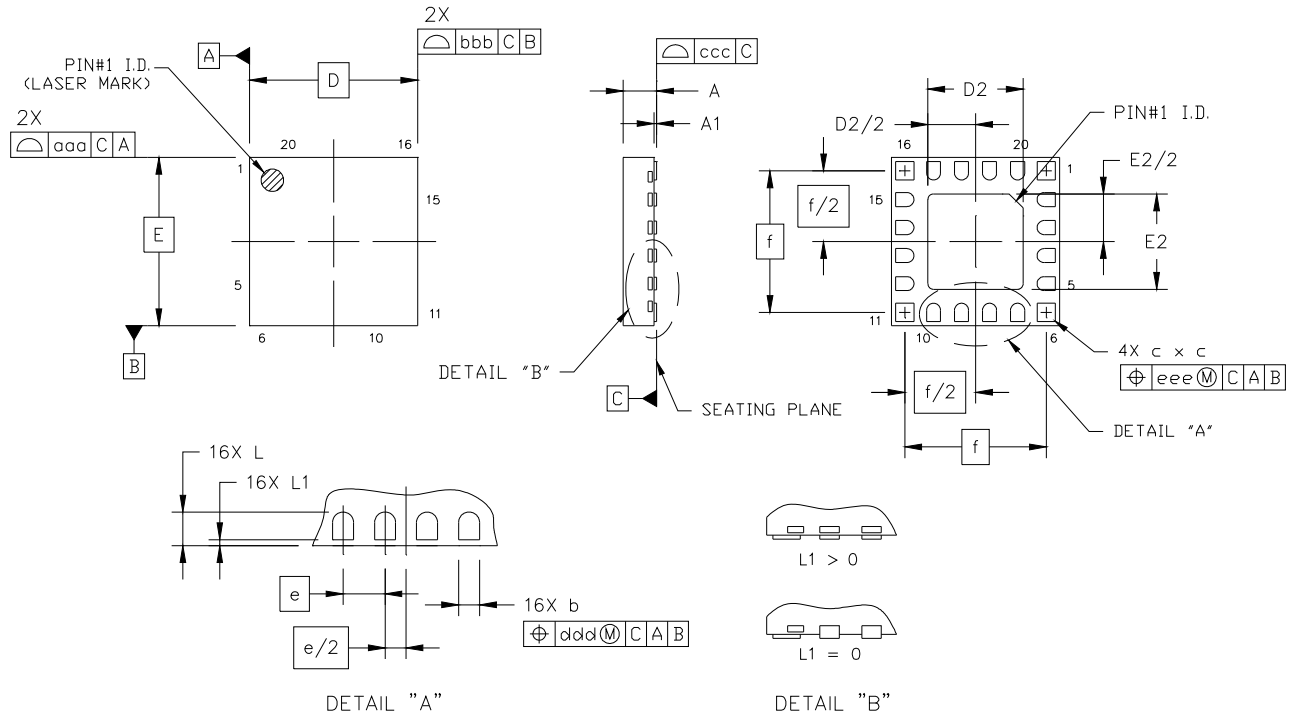 2X
bbb C B
A
PIN#1 I.D.
(LASER MARK)
D
2X
aaa C A
1
20
16
15
E
5
11
6
10
B
ccc C
A
A1
DETAIL "B"
C
SEATING PLANE
D2
D2/2
PIN#1 I.D.
16
20
1
E2/2
15
f/2
f
E2
5
11
10
6
4X c x c
⌖ eee Ⓜ C A B
f/2
f
DETAIL "A"
16X L
16X L1
e
e/2
16X b
⌖ ddd Ⓜ C A B
DETAIL "A"
L1 > 0
L1 = 0
DETAIL "B"